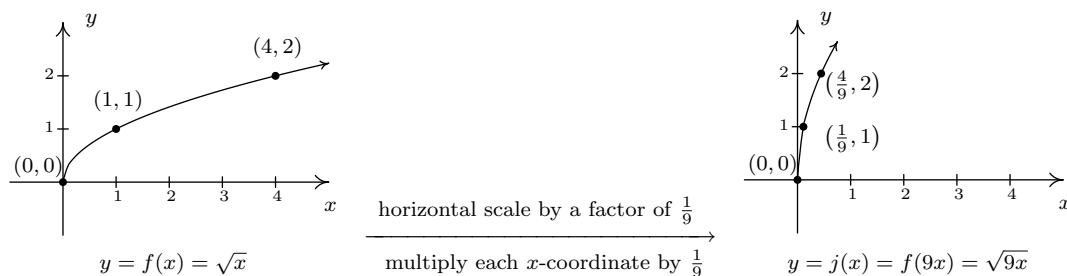 y
(4, 2)
2
(1, 1)
1
(0, 0)
1 2 3 4
x
y = f(x) = √x
horizontal scale by a factor of 1/9
multiply each x-coordinate by 1/9
y
2
(4/9, 2)
1
(1/9, 1)
(0, 0)
1 2 3 4
x
y = j(x) = f(9x) = √9x